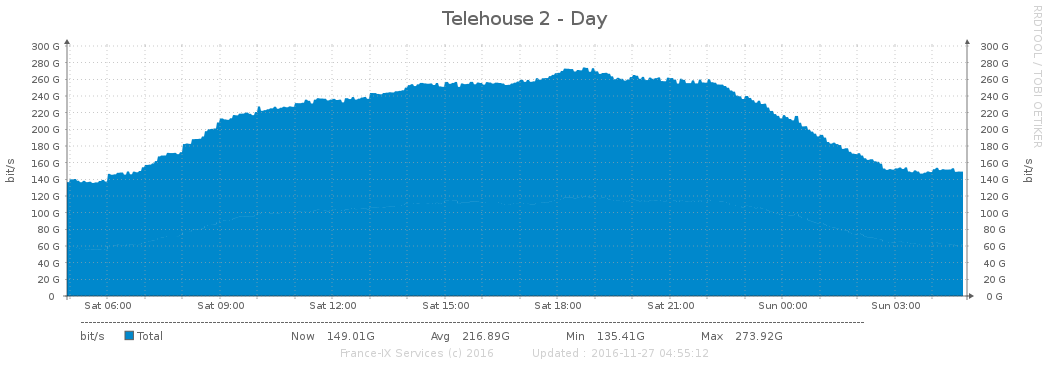 Telehouse 2 - Day
RRDTOOL / TOBI OETIKER
300 G 300 G
280 G 280 G
260 G 260 G
240 G 240 G
220 G 220 G
200 G 200 G
180 G 180 G
160 G 160 G
140 G 140 G
120 G 120 G
100 G 100 G
80 G 80 G
60 G 60 G
40 G 40 G
20 G 20 G
0 0 G
bit/s bit/s
Sat 06:00 Sat 09:00 Sat 12:00 Sat 15:00 Sat 18:00 Sat 21:00 Sun 00:00 Sun 03:00
bit/s Total Now 149.01G Avg 216.89G Min 135.41G Max 273.92G
France-IX Services (c) 2016 Updated : 2016-11-27 04:55:12